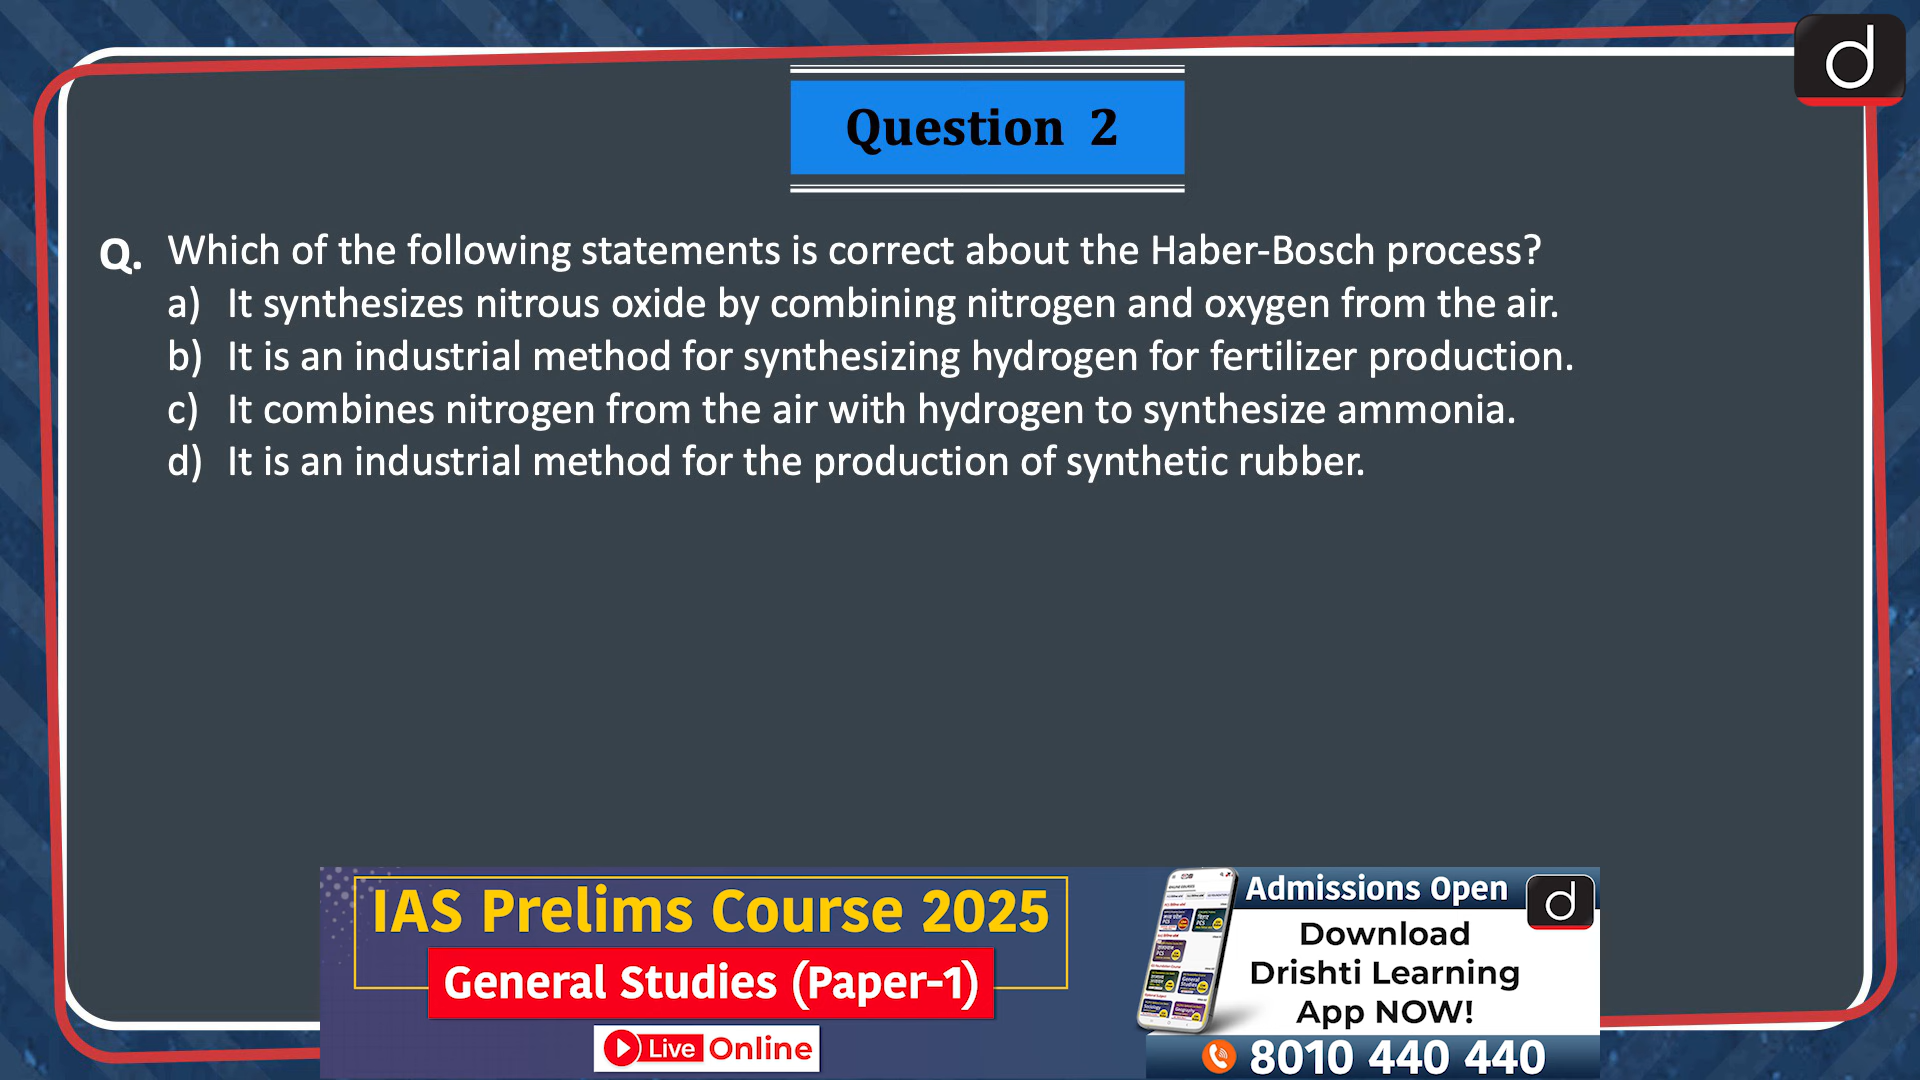 d
Question 2
Q. Which of the following statements is correct about the Haber-Bosch process?
a) It synthesizes nitrous oxide by combining nitrogen and oxygen from the air.
b) It is an industrial method for synthesizing hydrogen for fertilizer production.
c) It combines nitrogen from the air with hydrogen to synthesize ammonia.
d) It is an industrial method for the production of synthetic rubber.
IAS Prelims Course 2025
General Studies (Paper-1)
Live Online
Admissions Open
d
Download
Drishti Learning
App NOW!
8010 440 440